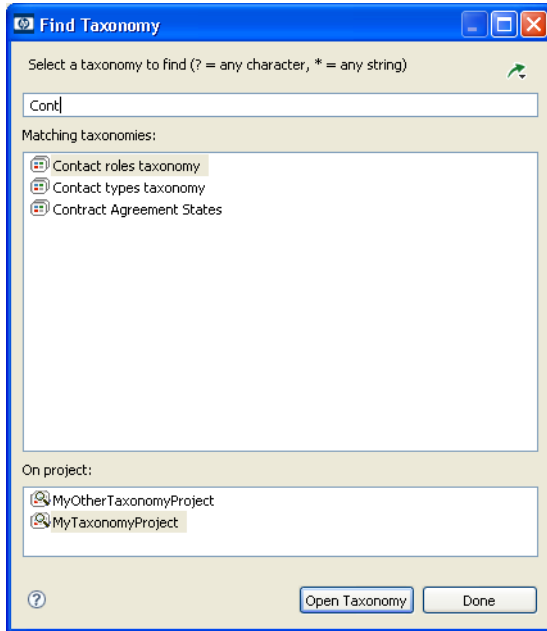 Find Taxonomy
Select a taxonomy to find (? = any character, * = any string)
Cont
Matching taxonomies:
Contact roles taxonomy
Contact types taxonomy
Contract Agreement States
On project:
MyOtherTaxonomyProject
MyTaxonomyProject
? Open Taxonomy Done